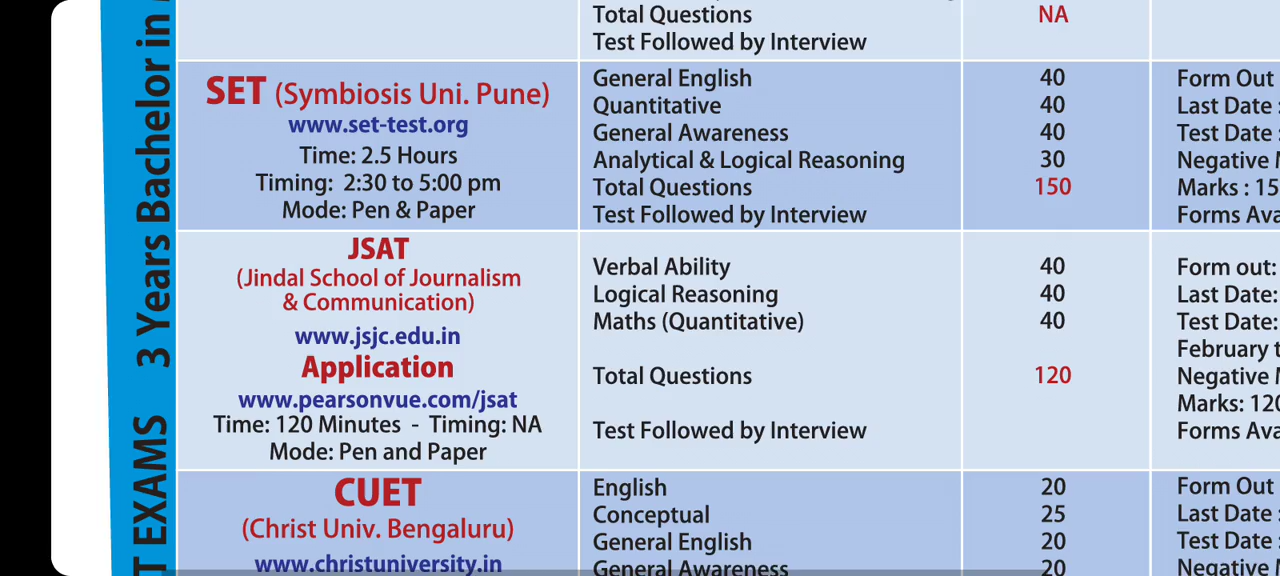 3 Years Bachelor in
T EXAMS
Total Questions NA
Test Followed by Interview
SET (Symbiosis Uni. Pune)
www.set-test.org
Time: 2.5 Hours
Timing: 2:30 to 5:00 pm
Mode: Pen & Paper
General English 40
Quantitative 40
General Awareness 40
Analytical & Logical Reasoning 30
Total Questions 150
Test Followed by Interview
Form Out
Last Date :
Test Date :
Negative
Marks : 15
Forms Ava
JSAT
(Jindal School of Journalism
& Communication)
www.jsjc.edu.in
Application
www.pearsonvue.com/jsat
Time: 120 Minutes - Timing: NA
Mode: Pen and Paper
Verbal Ability 40
Logical Reasoning 40
Maths (Quantitative) 40
Total Questions 120
Test Followed by Interview
Form out:
Last Date:
Test Date:
February t
Negative
Marks: 120
Forms Ava
CUET
(Christ Univ. Bengaluru)
www.christuniversity.in
English 20
Conceptual 25
General English 20
General Awareness 20
Form Out
Last Date :
Test Date :
Negative